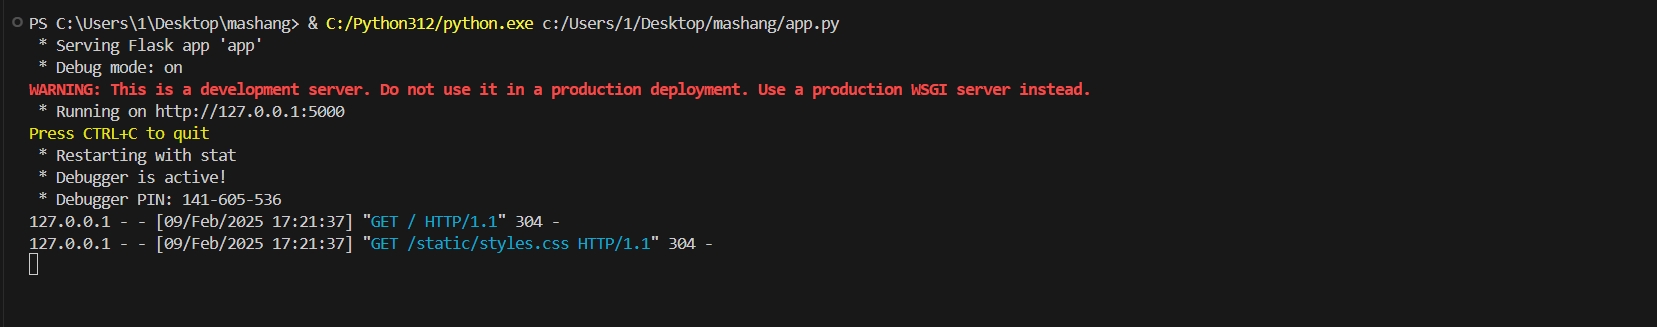 PS C:\Users\1\Desktop\mashang> & C:/Python312/python.exe c:/Users/1/Desktop/mashang/app.py
 * Serving Flask app 'app'
 * Debug mode: on
WARNING: This is a development server. Do not use it in a production deployment. Use a production WSGI server instead.
 * Running on http://127.0.0.1:5000
Press CTRL+C to quit
 * Restarting with stat
 * Debugger is active!
 * Debugger PIN: 141-605-536
127.0.0.1 - - [09/Feb/2025 17:21:37] "GET / HTTP/1.1" 304 -
127.0.0.1 - - [09/Feb/2025 17:21:37] "GET /static/styles.css HTTP/1.1" 304 -